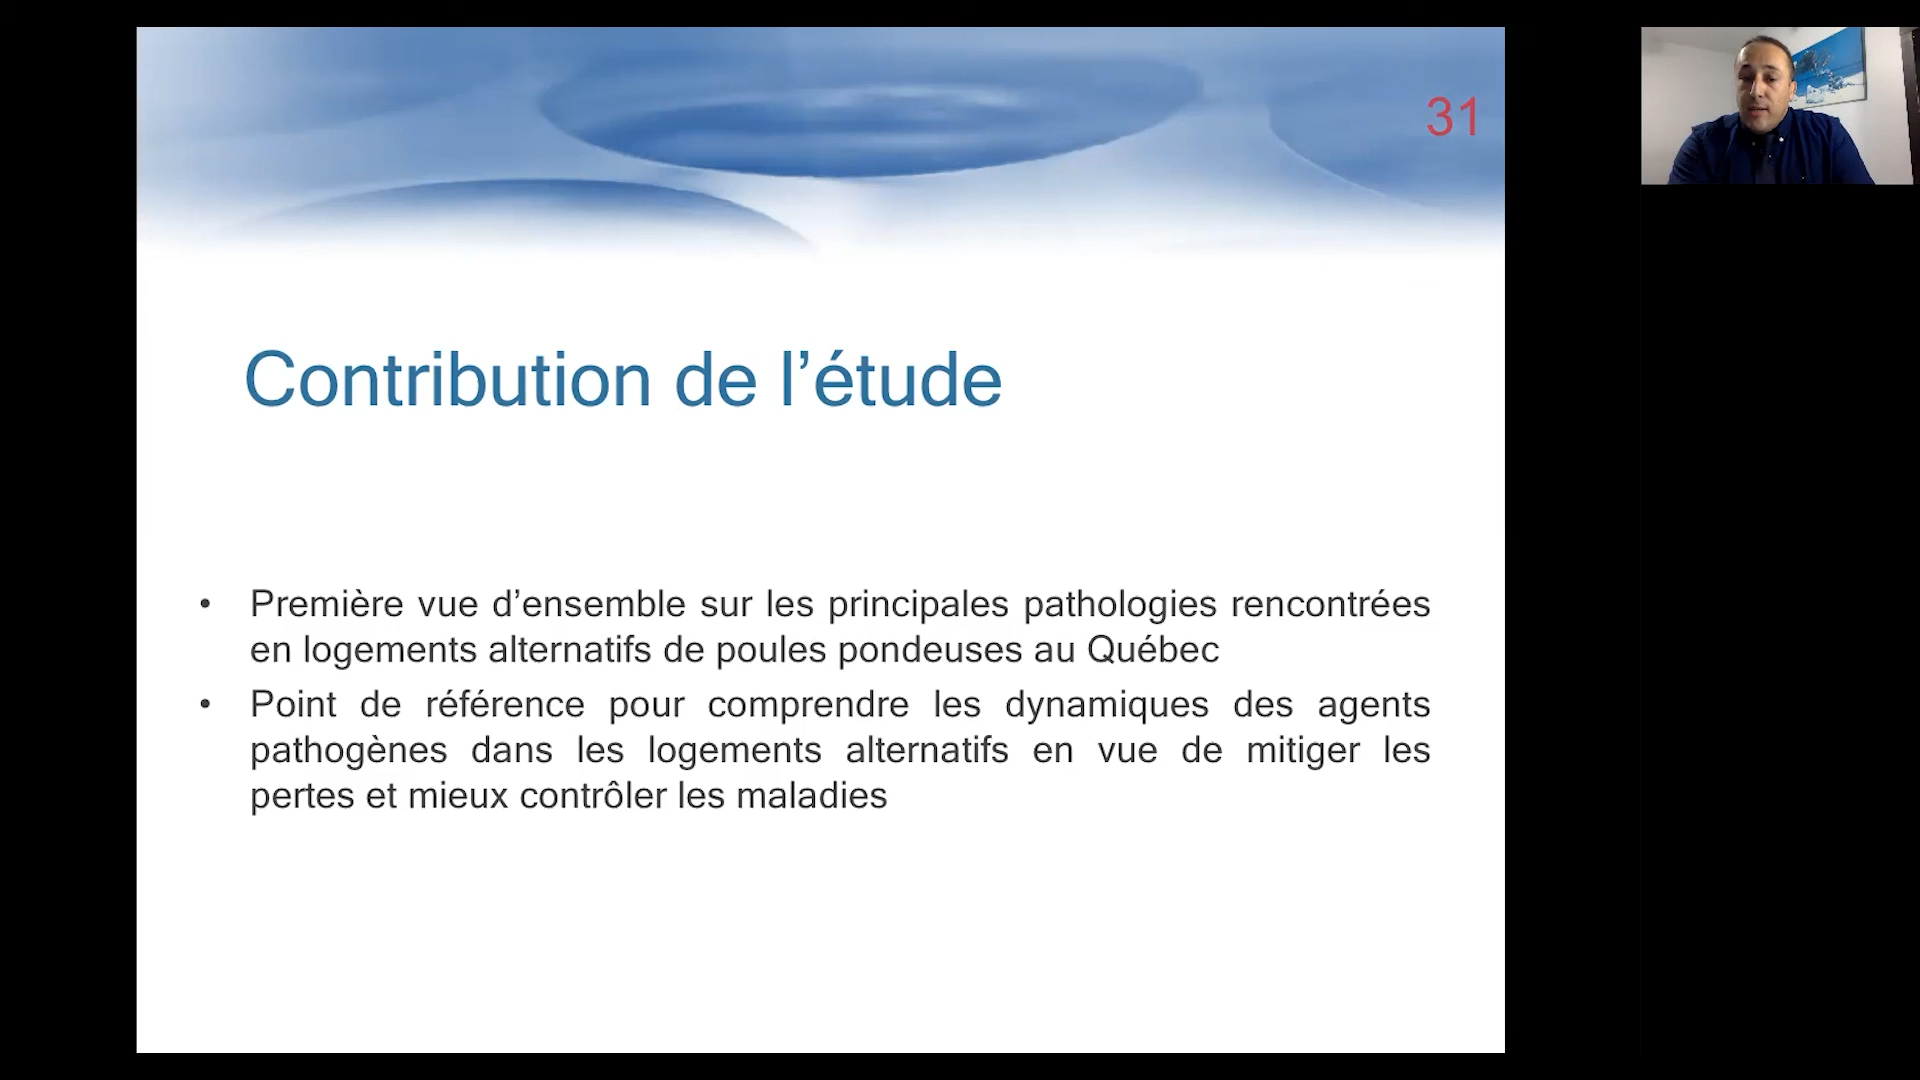 31
Contribution de l’étude
• Première vue d’ensemble sur les principales pathologies rencontrées
en logements alternatifs de poules pondeuses au Québec
• Point de référence pour comprendre les dynamiques des agents
pathogènes dans les logements alternatifs en vue de mitiger les
pertes et mieux contrôler les maladies